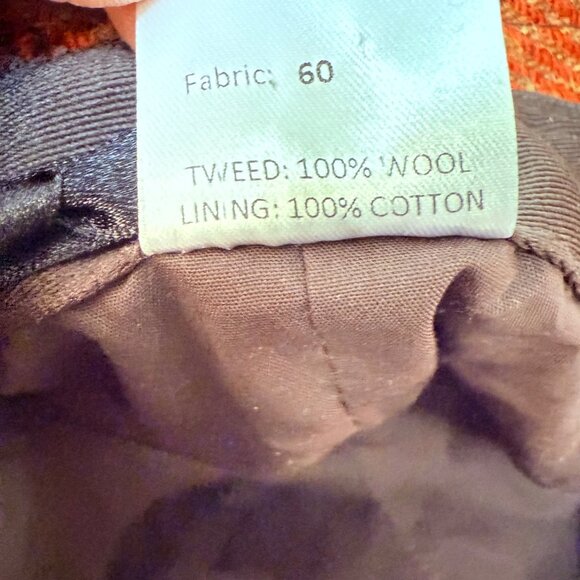 Fabric: 60
TWEED: 100% WOOL
LINING: 100% COTTON